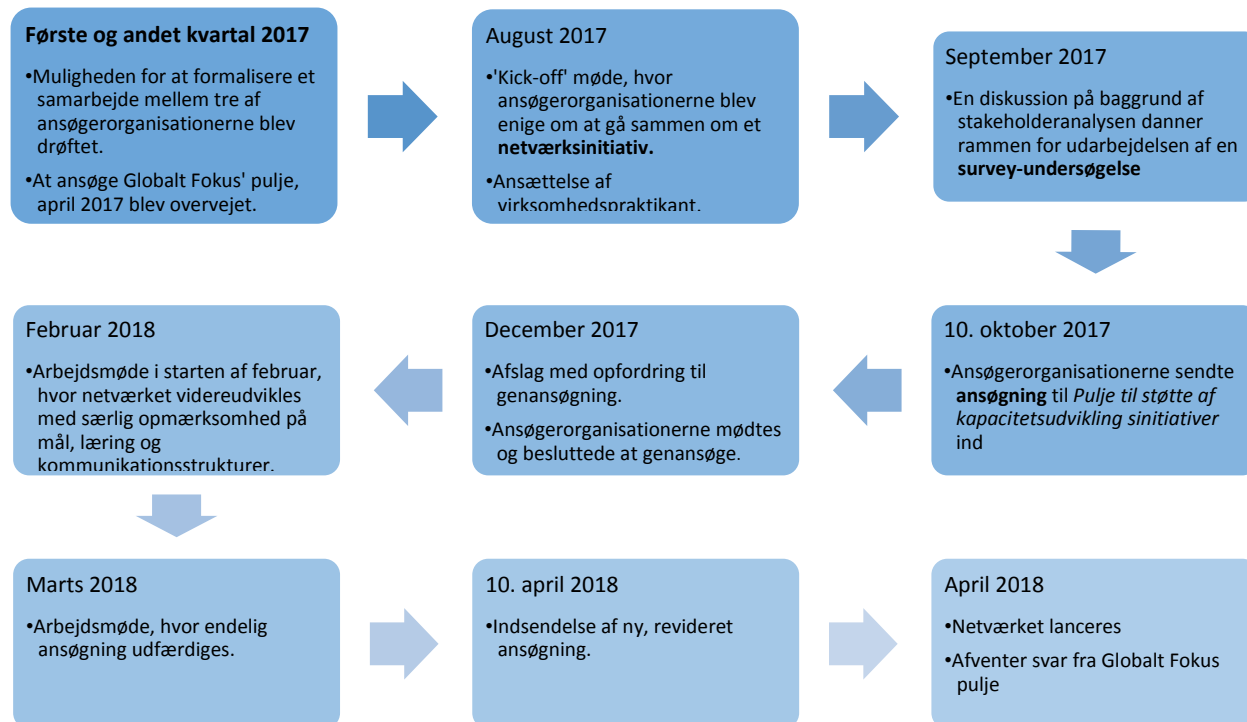 Første og andet kvartal 2017
•Muligheden for at formalisere et
samarbejde mellem tre af
ansøgerorganisationerne blev
drøftet.
•At ansøge Globalt Fokus' pulje,
april 2017 blev overvejet.
August 2017
•'Kick-off' møde, hvor
ansøgerorganisationerne blev
enige om at gå sammen om et
netværksinitiativ.
•Ansættelse af
virksomhedspraktikant.
September 2017
•En diskussion på baggrund af
stakeholderanalysen danner
rammen for udarbejdelsen af en
survey-undersøgelse
10. oktober 2017
•Ansøgerorganisationerne sendte
ansøgning til Pulje til støtte af
kapacitetsudvikling sinitiativer
ind
December 2017
•Afslag med opfordring til
genansøgning.
•Ansøgerorganisationerne mødtes
og besluttede at genansøge.
Februar 2018
•Arbejdsmøde i starten af februar,
hvor netværket videreudvikles
med særlig opmærksomhed på
mål, læring og
kommunikationsstrukturer.
Marts 2018
•Arbejdsmøde, hvor endelig
ansøgning udfærdiges.
10. april 2018
•Indsendelse af ny, revideret
ansøgning.
April 2018
•Netværket lanceres
•Afventer svar fra Globalt Fokus
pulje